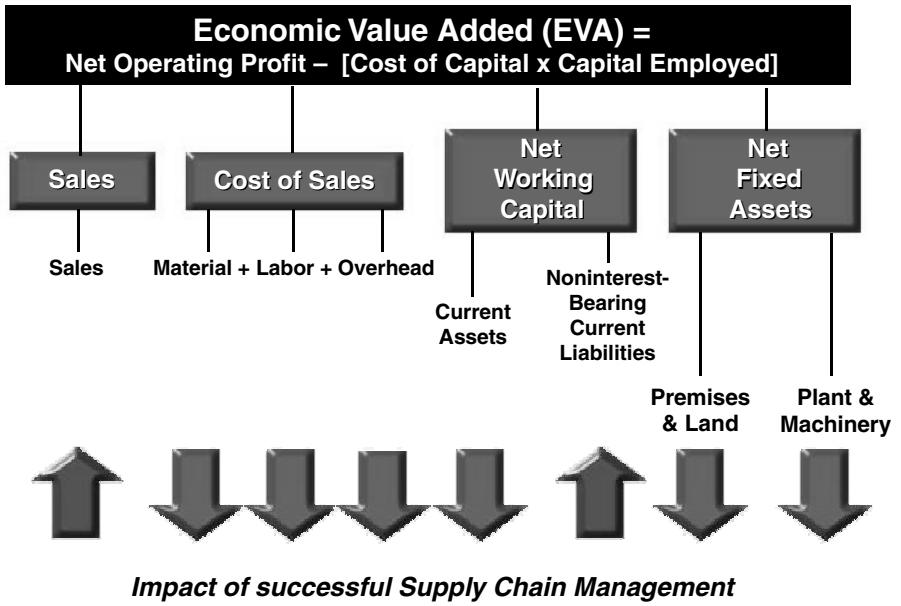 Economic Value Added (EVA) =
Net Operating Profit – [Cost of Capital x Capital Employed]
Sales
Cost of Sales
Net
Working
Capital
Net
Fixed
Assets
Sales
Material + Labor + Overhead
Current
Assets
Noninterest-
Bearing
Current
Liabilities
Premises
& Land
Plant &
Machinery
Impact of successful Supply Chain Management